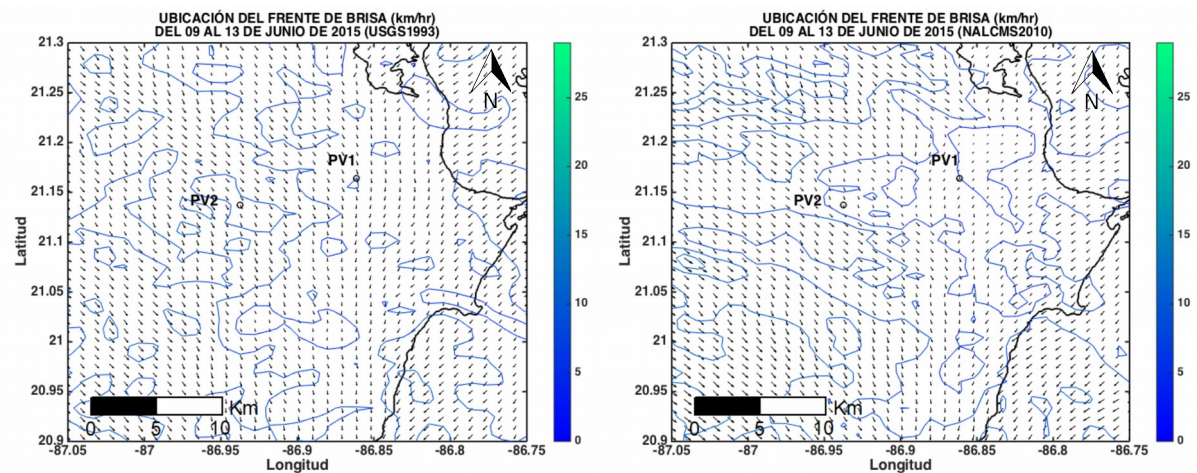 UBICACIÓN DEL FRENTE DE BRISA (km/hr)
DEL 09 AL 13 DE JUNIO DE 2015 (USGS1993)
21.3
21.25
21.2
21.15
21.1
21.05
21
20.95
20.9
Latitud
N
PV1
PV2
Km
0 5 10
-87.05 -87 -86.95 -86.9 -86.85 -86.8 -86.75
Longitud
25
20
15
10
5
0
UBICACIÓN DEL FRENTE DE BRISA (km/hr)
DEL 09 AL 13 DE JUNIO DE 2015 (NALCMS2010)
21.3
21.25
21.2
21.15
21.1
21.05
21
20.95
20.9
Latitud
N
PV1
PV2
Km
0 5 10
-87.05 -87 -86.95 -86.9 -86.85 -86.8 -86.75
Longitud
25
20
15
10
5
0